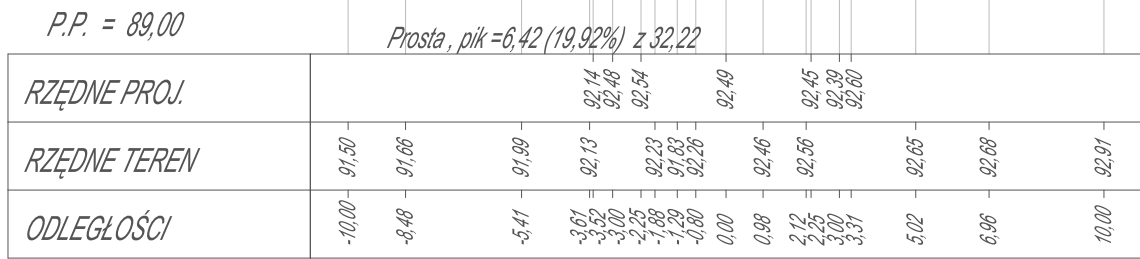 P.P. = 89,00
Prosta , pik =6,42 (19,92%) z 32,22
RZĘDNE PROJ. 92,14 92,48 92,54 92,49 92,45 92,39 92,60
RZĘDNE TEREN 91,50 91,66 91,99 92,13 92,23 91,83 92,26 92,46 92,56 92,65 92,68 92,91
ODLEGŁOŚCI -10,00 -8,48 -5,41 -3,61 -3,52 -3,00 -2,25 -1,88 -1,29 -0,80 0,00 0,98 2,12 2,25 3,00 3,31 5,02 6,96 10,00